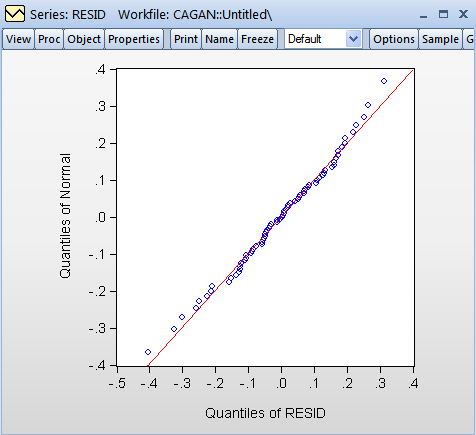 Series: RESID Workfile: CAGAN::Untitled\
View Proc Object Properties Print Name Freeze Default Options Sample G
.4
.3
.2
.1
.0
-.1
-.2
-.3
-.4
Quantiles of Normal
-.5 -.4 -.3 -.2 -.1 .0 .1 .2 .3 .4
Quantiles of RESID